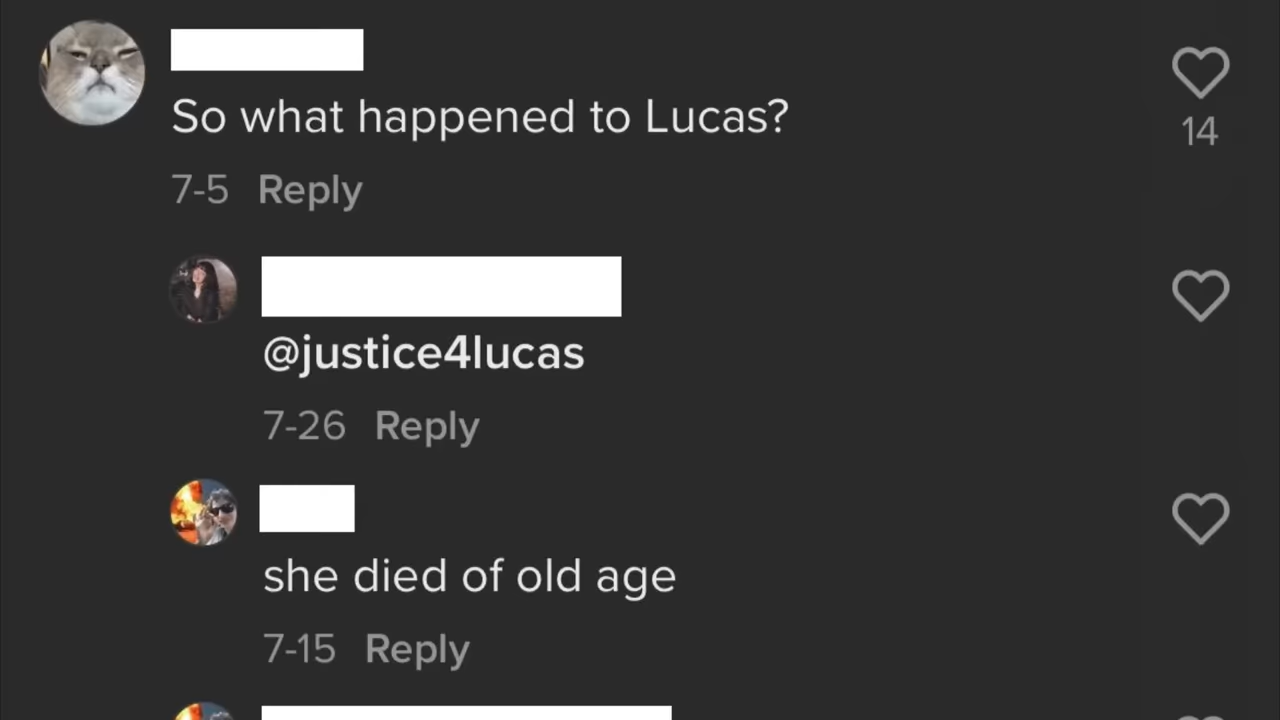 So what happened to Lucas?
14
7-5 Reply
@justice4lucas
7-26 Reply
she died of old age
7-15 Reply